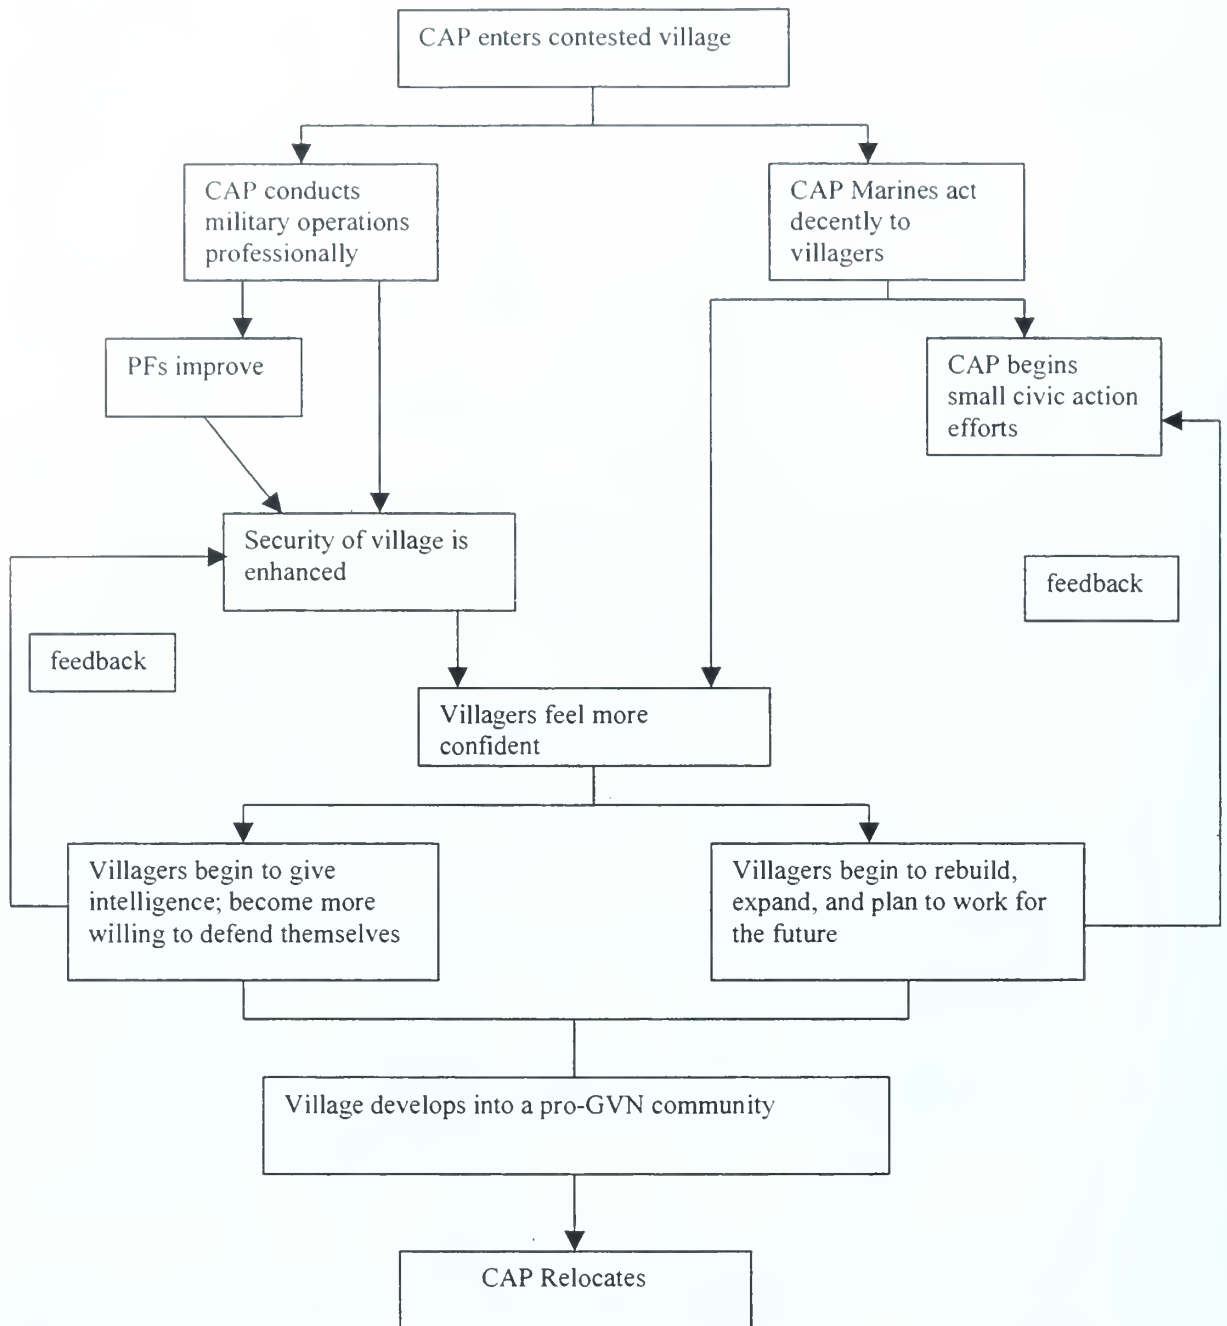 CAP enters contested village
CAP conducts
military operations
professionally
CAP Marines act
decently to
villagers
PFs improve
CAP begins
small civic action
efforts
Security of village is
enhanced
feedback
feedback
Villagers feel more
confident
Villagers begin to give
intelligence; become more
willing to defend themselves
Villagers begin to rebuild,
expand, and plan to work for
the future
Village develops into a pro-GVN community
CAP Relocates